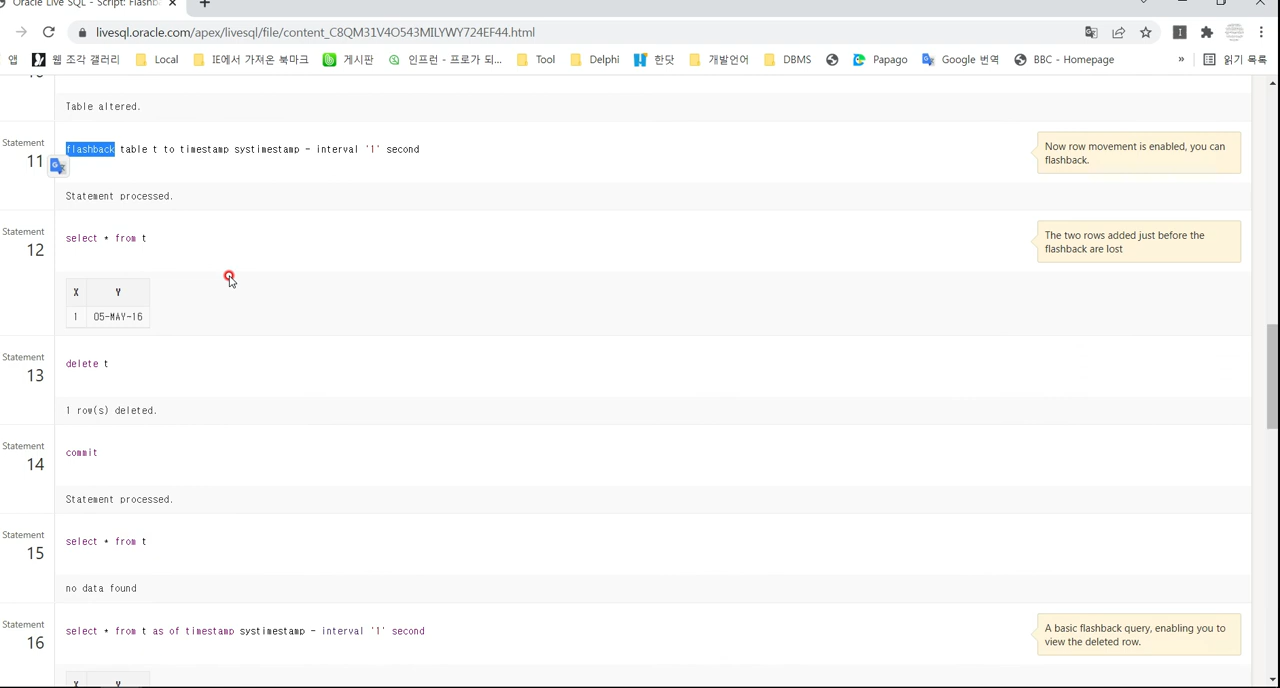 Oracle Live SQL - Script: Flashb
livesql.oracle.com/apex/livesql/file/content_C8QM31V4O543MILYWY724EF44.html
앱 웹 조각 갤러리 Local IE에서 가져온 북마크 게시판 인프런 - 프로가 되... Tool Delphi 한닷 개발언어 DBMS Papago Google 번역 BBC - Homepage » 읽기 목록
Table altered.
Statement
11
flashback table t to timestamp systimestamp - interval '1' second
Now row movement is enabled, you can
flashback.
Statement processed.
Statement
12
select * from t
The two rows added just before the
flashback are lost
X Y
1 05-MAY-16
Statement
13
delete t
1 row(s) deleted.
Statement
14
commit
Statement processed.
Statement
15
select * from t
no data found
Statement
16
select * from t as of timestamp systimestamp - interval '1' second
A basic flashback query, enabling you to
view the deleted row.
X Y